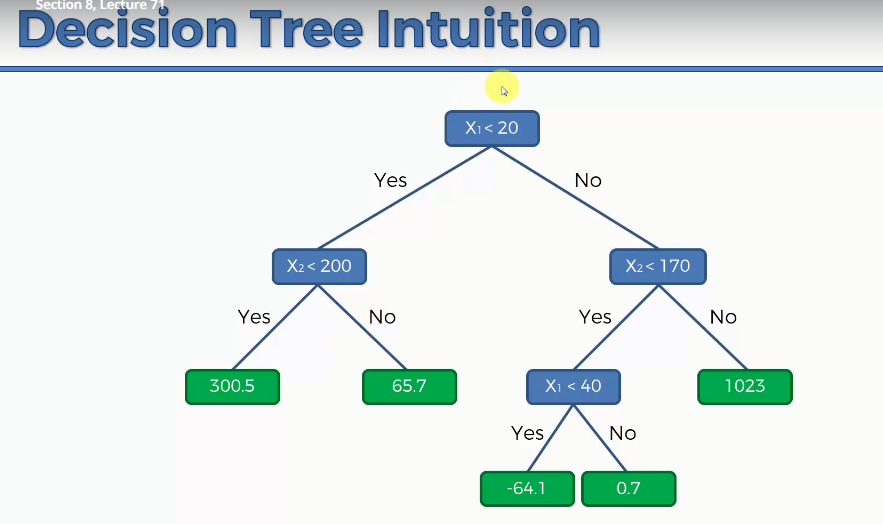 Section 8, Lecture 71
Decision Tree Intuition
X₁ < 20
Yes
No
X₂ < 200
X₂ < 170
Yes
No
Yes
No
300.5
65.7
X₁ < 40
1023
Yes
No
-64.1
0.7